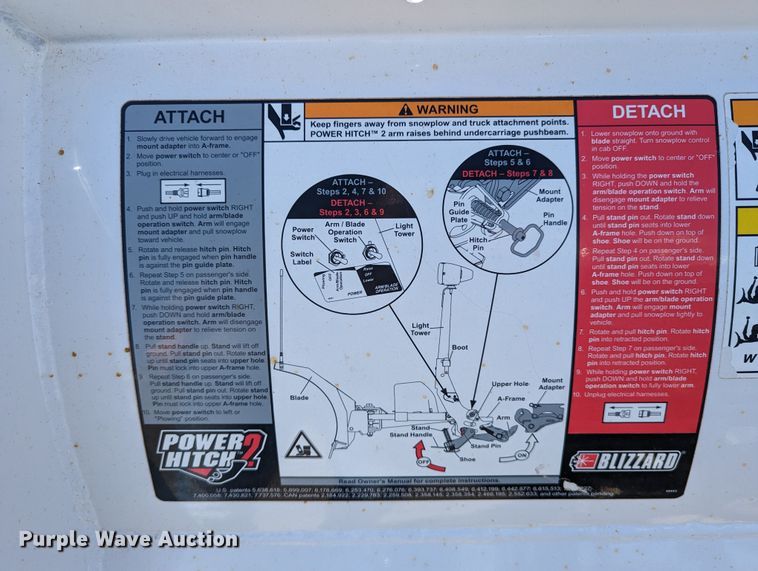 ATTACH
1. Slowly drive vehicle forward to engage
mount adapter into A-frame.
2. Move power switch to center or "OFF"
position.
3. Plug in electrical harnesses.
4. Push and hold power switch RIGHT
and push UP and hold arm/blade
operation switch. Arm will engage
mount adapter and pull snowplow
toward vehicle.
5. Rotate and release hitch pin. Hitch
pin is fully engaged when pin handle
is against the pin guide plate.
6. Repeat Step 5 on passenger's side.
Rotate and release hitch pin. Hitch
pin is fully engaged when pin handle
is against the pin guide plate.
7. While holding power switch RIGHT,
push DOWN and hold arm/blade
operation switch. Arm will disengage
mount adapter to relieve tension on
the stand.
8. Pull stand handle up. Stand will lift off
ground. Pull stand pin out. Rotate stand
up until stand pin seats into upper hole.
Pin must lock into upper A-frame hole.
9. Repeat Step 8 on passenger's side.
Pull stand handle up. Stand will lift off
ground. Pull stand pin out. Rotate stand
up until stand pin seats into upper hole.
Pin must lock into upper A-frame hole.
10. Move power switch to left or
"Plowing" position.
POWER
HITCH 2
WARNING
Keep fingers away from snowplow and truck attachment points.
POWER HITCH™ 2 arm raises behind undercarriage pushbeam.
ATTACH –
Steps 2, 4, 7 & 10
DETACH –
Steps 2, 3, 6 & 9
Power
Switch
Arm / Blade
Operation
Switch
Light
Tower
Switch
Label
OFF
Raise
OFF
Lower
POWER
ARM/BLADE
OPERATION
ATTACH –
Steps 5 & 6
DETACH – Steps 7 & 8
Pin
Guide
Plate
Mount
Adapter
Pin
Handle
Hitch
Pin
Light
Tower
Boot
Blade
Upper Hole
Mount
Adapter
A-Frame
Arm
Stand
Stand Handle
Stand Pin
Shoe
OFF
ON
Read Owner's Manual for complete instructions.
DETACH
1. Lower snowplow onto ground with
blade straight. Turn snowplow control
in cab OFF.
2. Move power switch to center or "OFF"
position.
3. While holding the power switch
RIGHT, push DOWN and hold the
arm/blade operation switch. Arm will
disengage mount adapter to relieve
tension on the stand.
4. Pull stand pin out. Rotate stand down
until stand pin seats into lower
A-frame hole. Push down on top of
shoe. Shoe will be on the ground.
5. Repeat Step 4 on passenger's side.
Pull stand pin out. Rotate stand down
until stand pin seats into lower
A-frame hole. Push down on top of
shoe. Shoe will be on the ground.
6. Push and hold power switch RIGHT
and push UP the arm/blade operation
switch. Arm will engage mount
adapter and pull snowplow tightly to
vehicle.
7. Rotate and pull hitch pin. Rotate hitch
pin into retracted position.
8. Repeat Step 7 on passenger's side.
Rotate and pull hitch pin. Rotate hitch
pin into retracted position.
9. While holding power switch RIGHT,
push DOWN and hold arm/blade
operation switch to fully lower arm.
10. Unplug electrical harnesses.
BLIZZARD
Purple Wave Auction